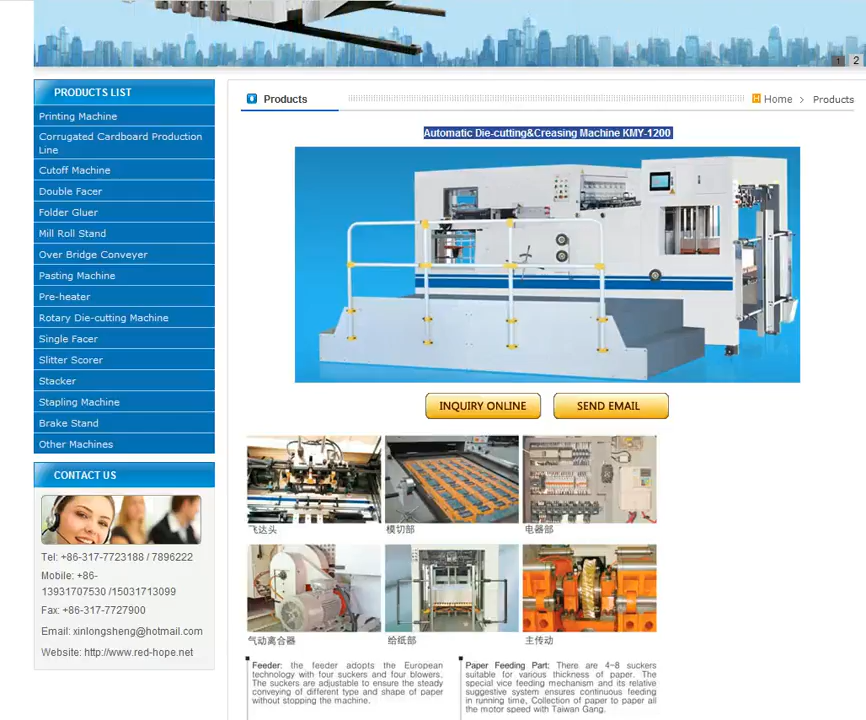 1 2
PRODUCTS LIST
Printing Machine
Corrugated Cardboard Production
Line
Cutoff Machine
Double Facer
Folder Gluer
Mill Roll Stand
Over Bridge Conveyer
Pasting Machine
Pre-heater
Rotary Die-cutting Machine
Single Facer
Slitter Scorer
Stacker
Stapling Machine
Brake Stand
Other Machines
CONTACT US
Tel: +86-317-7723188 / 7896222
Mobile: +86-
13931707530 /15031713099
Fax: +86-317-7727900
Email: xinlongsheng@hotmail.com
Website: http://www.red-hope.net
Products
Home > Products
Automatic Die-cutting&Creasing Machine KMY-1200
INQUIRY ONLINE SEND EMAIL
飞达头 模切部 电器部
气动离合器 给纸部 主传动
Feeder: the feeder adopts the European
technology with four suckers and four blowers.
The suckers are adjustable to ensure the steady
conveying of different type and shape of paper
without stopping the machine.
Paper Feeding Part: There are 4-8 suckers
suitable for various thickness of paper. The
special vice feeding mechanism and its relative
suggestive system ensures continuous feeding
in running time, Collection of paper to paper all
the motor speed with Taiwan Gang.